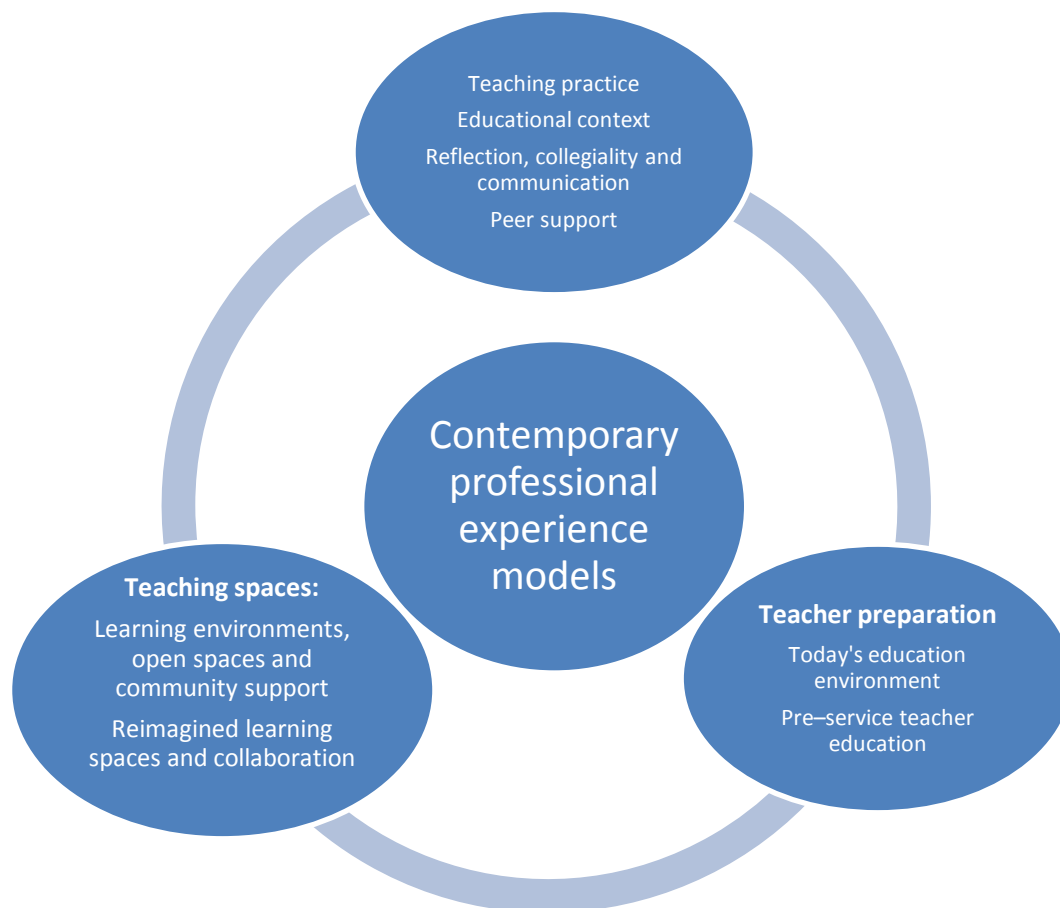 Teaching practice
Educational context
Reflection, collegiality and
communication
Peer support
Contemporary
professional
experience
models
Teaching spaces:
Learning environments,
open spaces and
community support
Reimagined learning
spaces and collaboration
Teacher preparation
Today's education
environment
Pre–service teacher
education